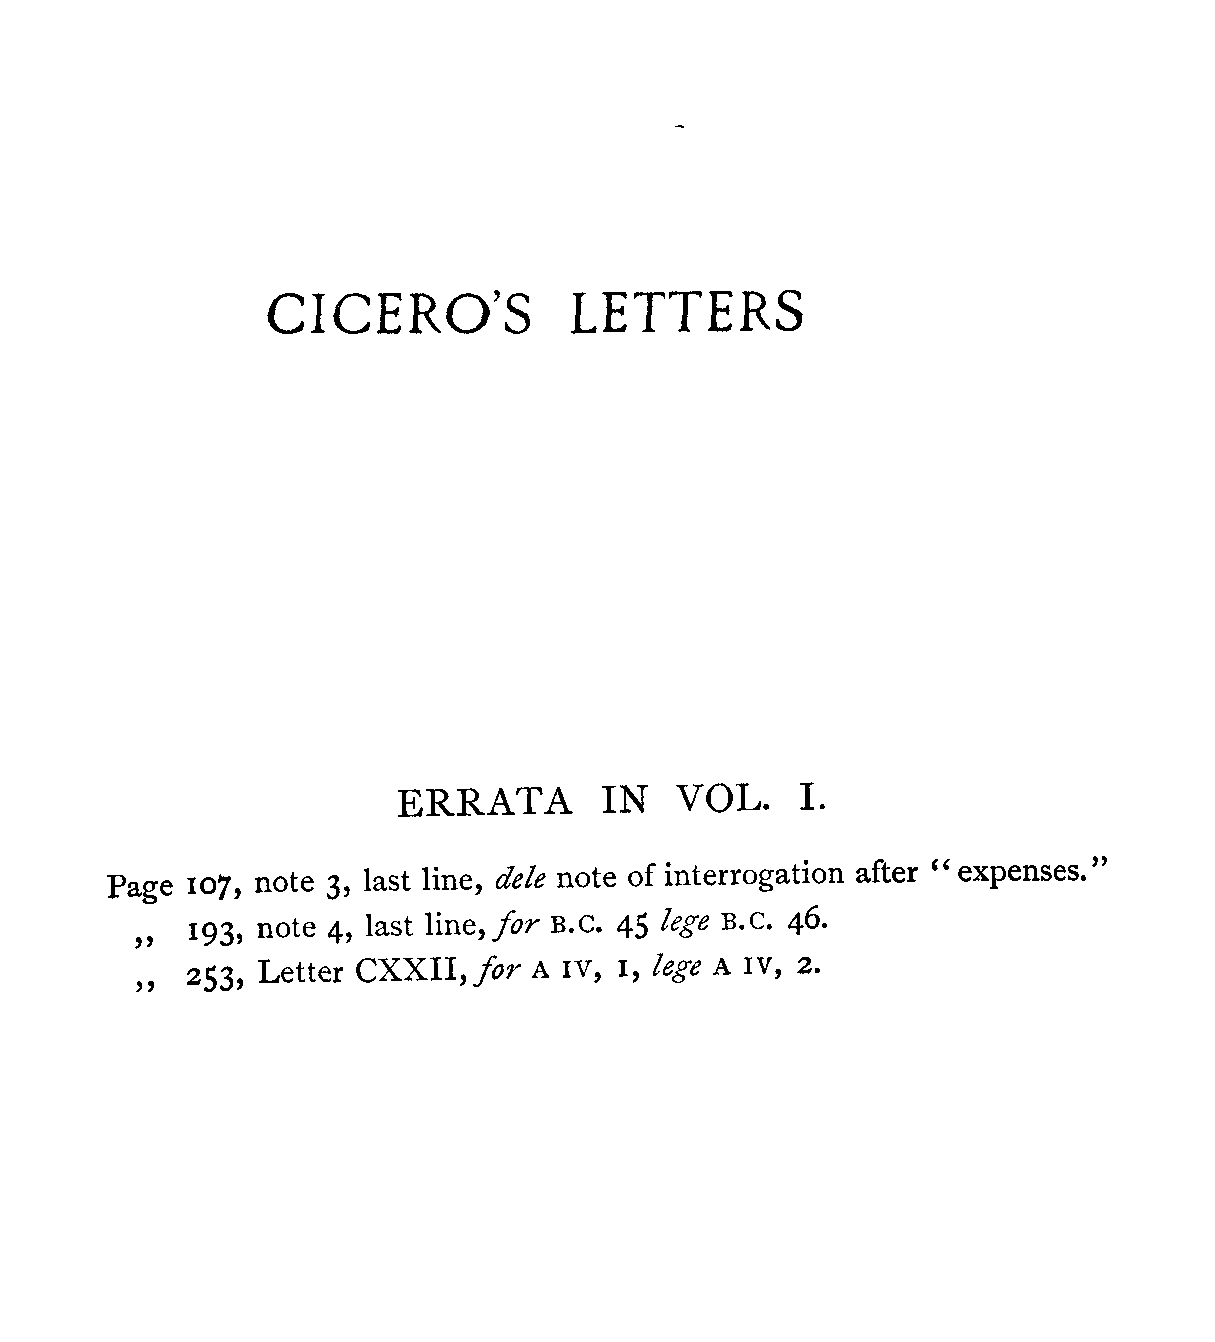 CICERO'S LETTERS
ERRATA IN VOL. I.
Page 107, note 3, last line, dele note of interrogation after “expenses.”
„ 193, note 4, last line, for B.C. 45 lege B.C. 46.
„ 253, Letter CXXII, for A IV, 1, lege A IV, 2.